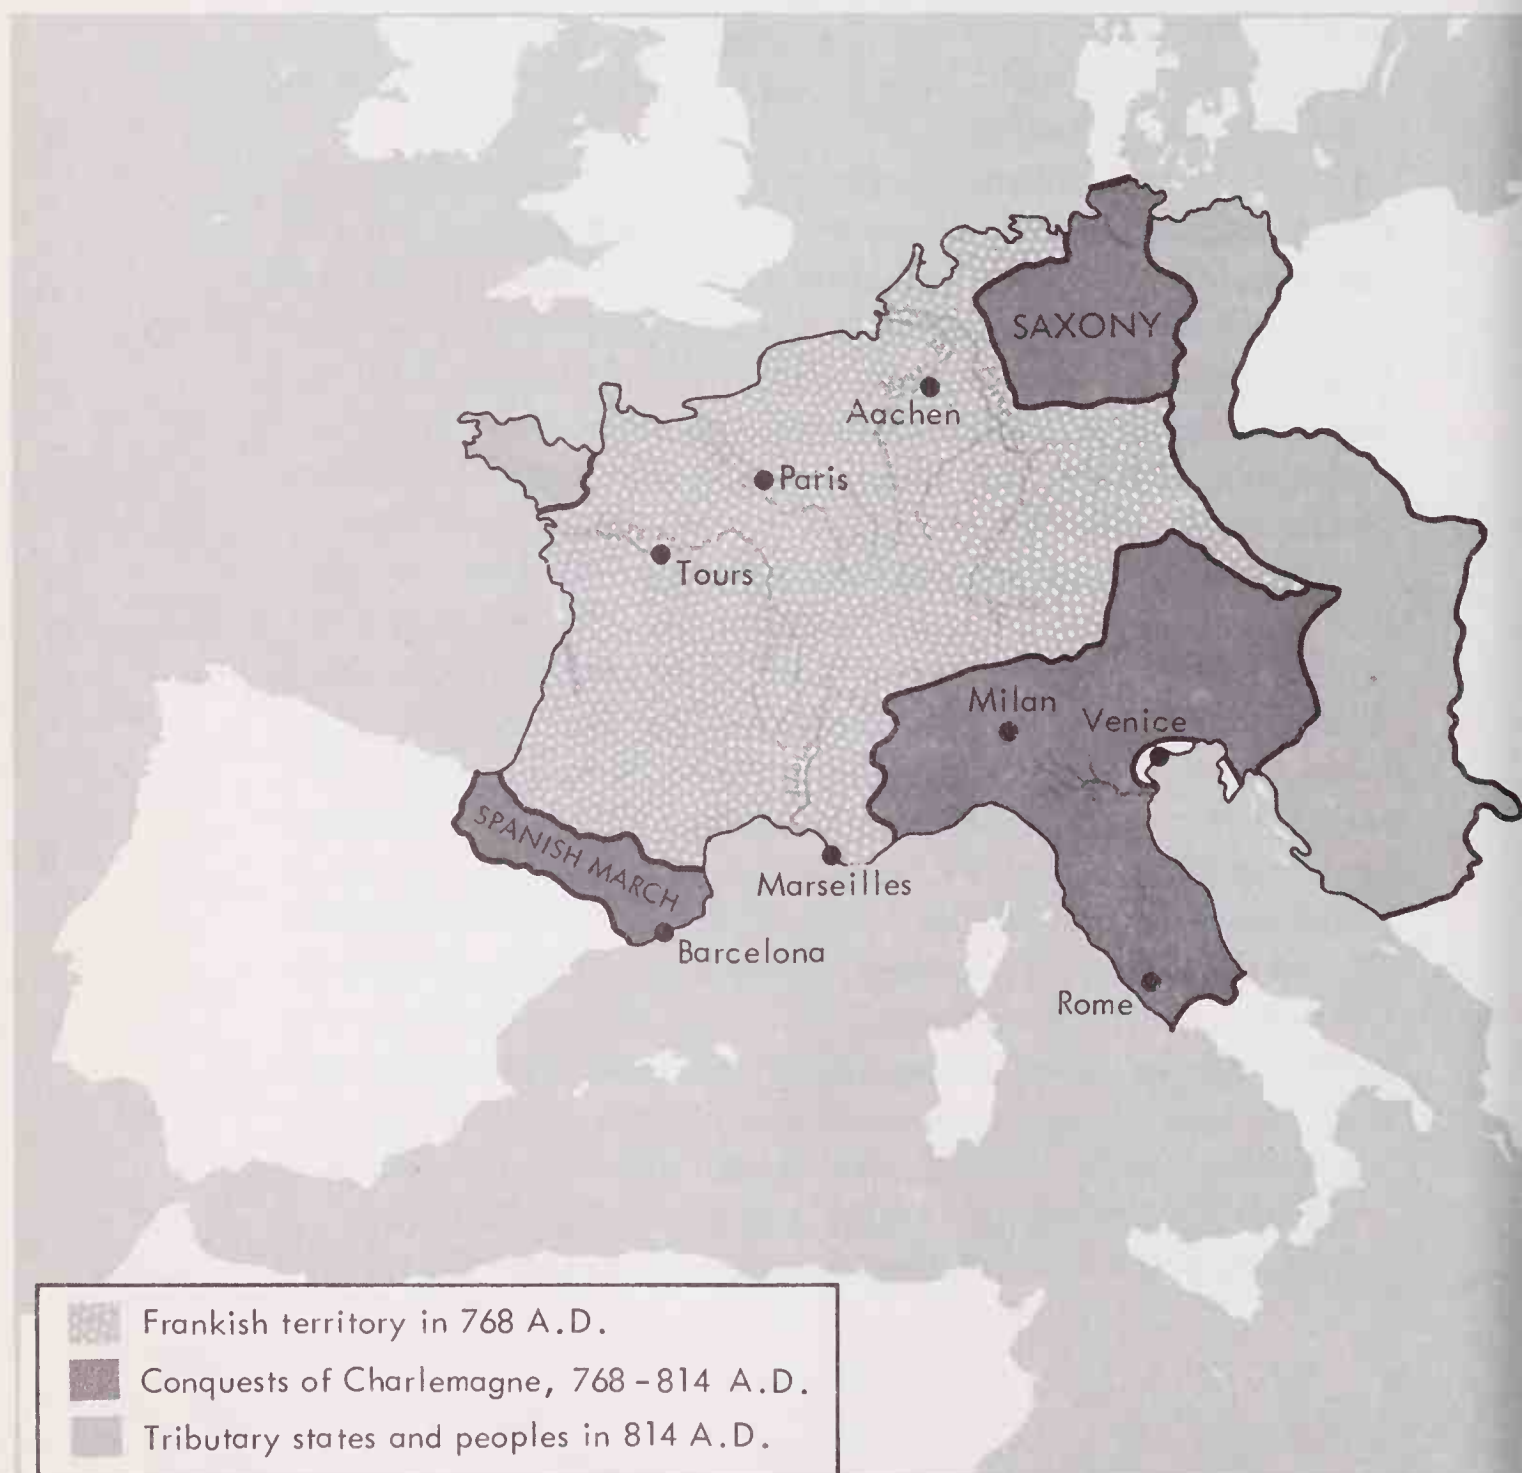 SAXONY
Aachen
Paris
Tours
Milan
Venice
SPANISH MARCH
Marseilles
Barcelona
Rome
Frankish territory in 768 A.D.
Conquests of Charlemagne, 768-814 A.D.
Tributary states and peoples in 814 A.D.